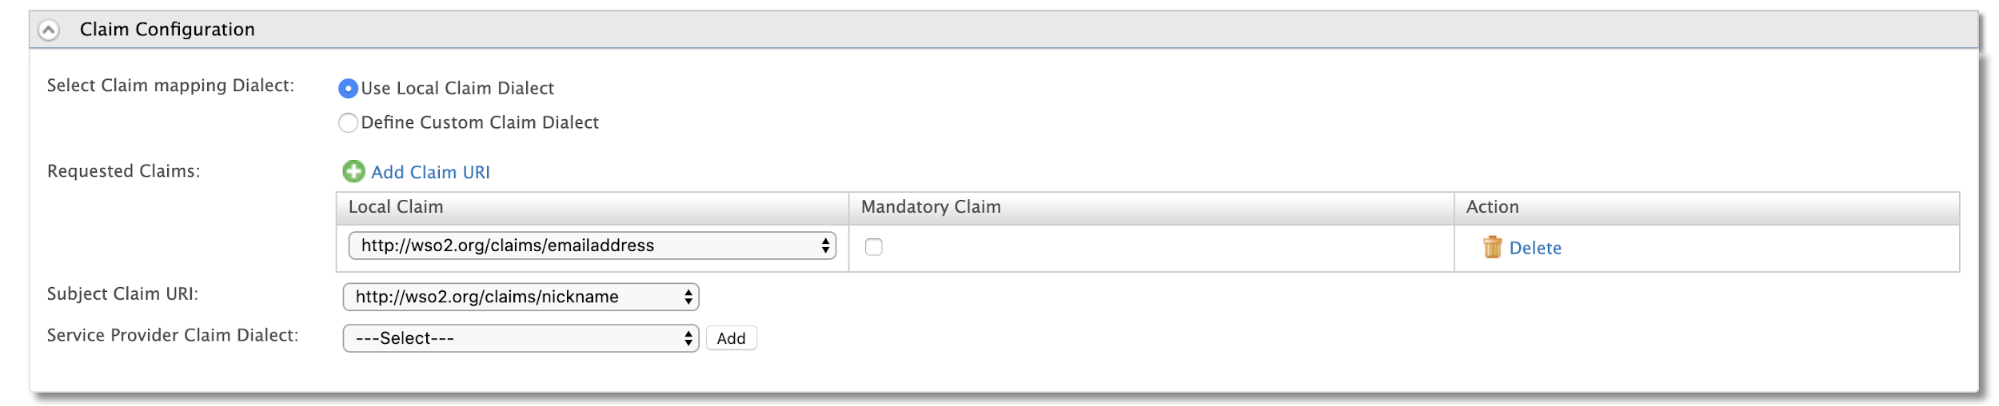 Claim Configuration
Select Claim mapping Dialect:
Use Local Claim Dialect
Define Custom Claim Dialect
Requested Claims:
Add Claim URI
Local Claim
Mandatory Claim
Action
http://wso2.org/claims/emailaddress
Delete
Subject Claim URI:
http://wso2.org/claims/nickname
Service Provider Claim Dialect:
---Select---
Add